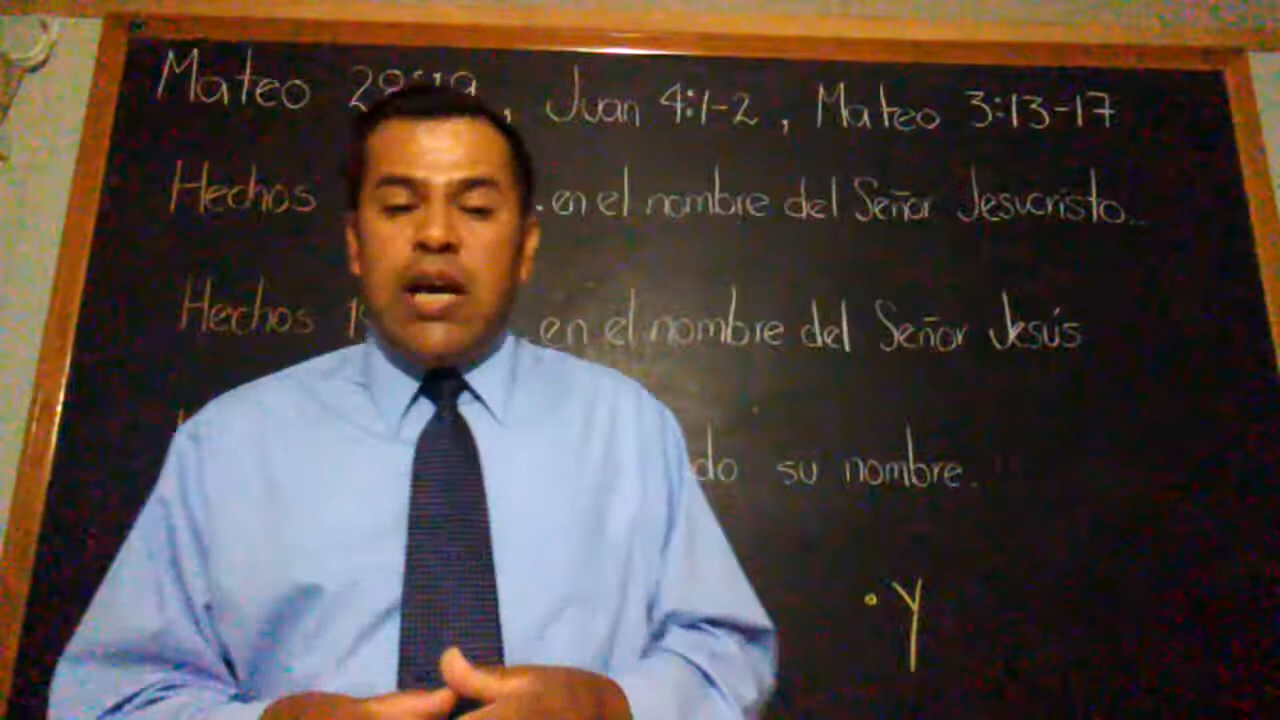 Mateo 28:19, Juan 4:1-2, Mateo 3:13-17
Hechos .en el nombre del Señor Jesucristo...
Hechos .en el nombre del Señor Jesús
do su nombre.
• Y